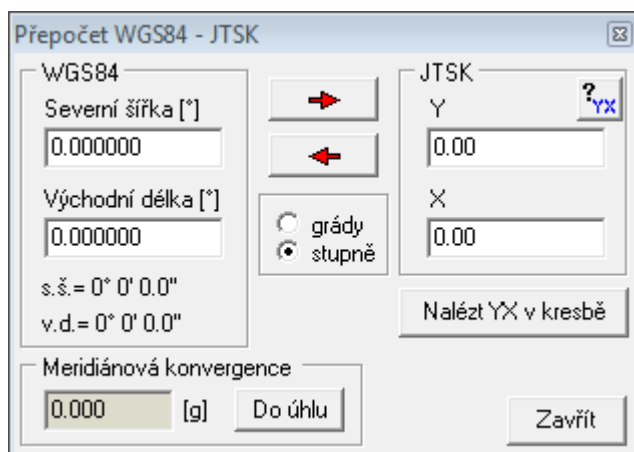 Přepočet WGS84 - JTSK
WGS84
Severní šířka [°]
0.000000
Východní délka [°]
0.000000
s.š.= 0° 0' 0.0"
v.d.= 0° 0' 0.0"
grády
stupně
JTSK
?YX
Y
0.00
X
0.00
Nalézt YX v kresbě
Meridiánová konvergence
0.000 [g] Do úhlu
Zavřít